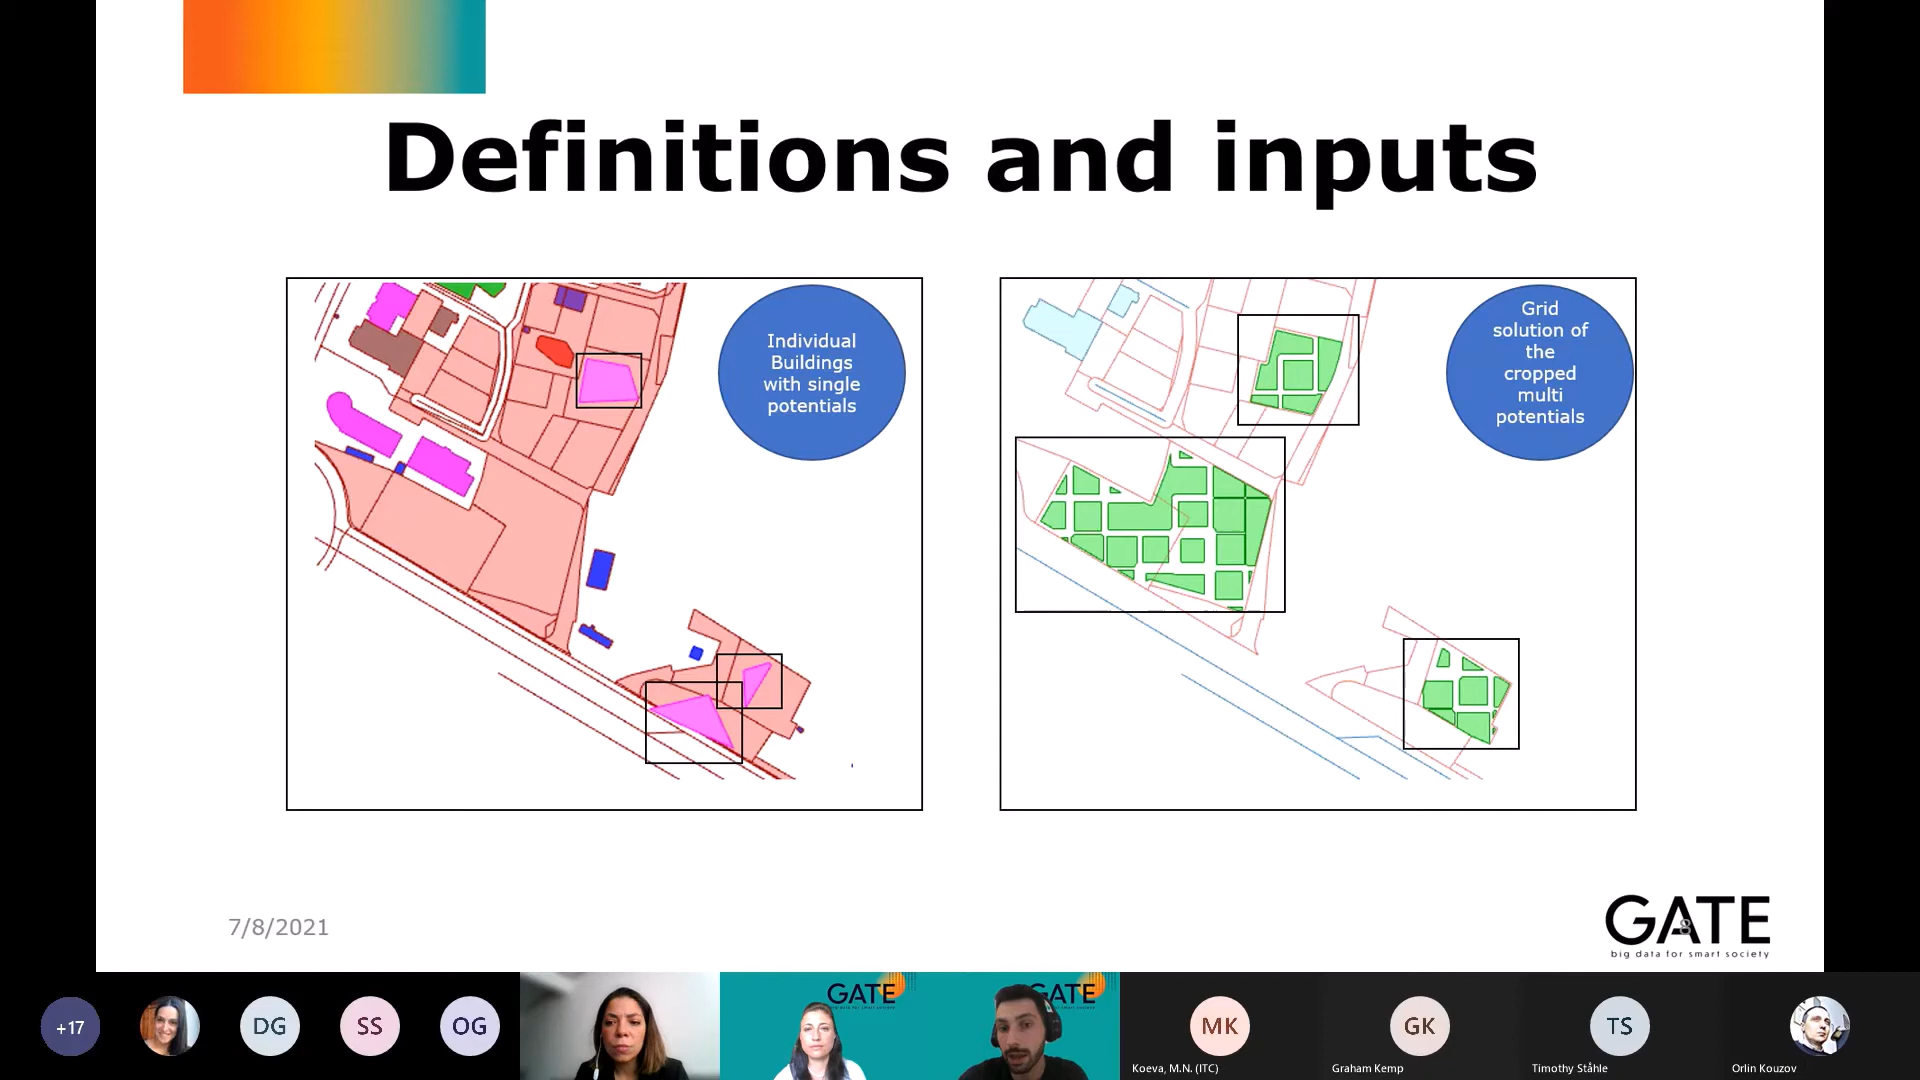 Definitions and inputs
Individual
Buildings
with single
potentials
Grid
solution of
the
cropped
multi
potentials
7/8/2021
GATE
8
big data for smart society
+17
DG
SS
OG
GATE
GATE
MK
GK
TS
Koeva, M.N. (ITC)
Graham Kemp
Timothy Ståhle
Orlin Kouzov